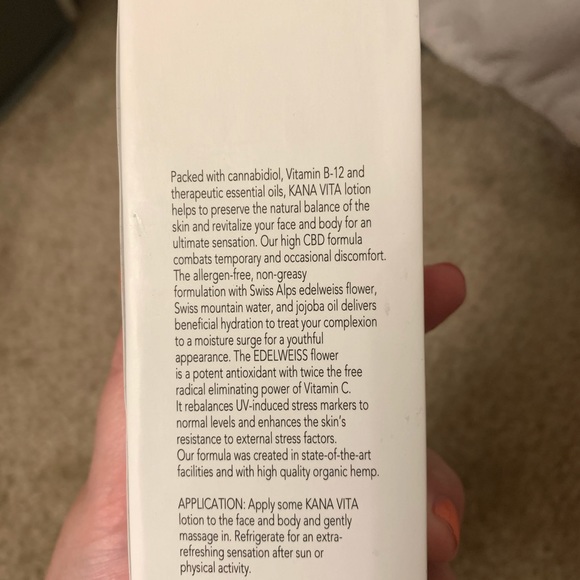 Packed with cannabidiol, Vitamin B-12 and
therapeutic essential oils, KANA VITA lotion
helps to preserve the natural balance of the
skin and revitalize your face and body for an
ultimate sensation. Our high CBD formula
combats temporary and occasional discomfort.
The allergen-free, non-greasy
formulation with Swiss Alps edelweiss flower,
Swiss mountain water, and jojoba oil delivers
beneficial hydration to treat your complexion
to a moisture surge for a youthful
appearance. The EDELWEISS flower
is a potent antioxidant with twice the free
radical eliminating power of Vitamin C.
It rebalances UV-induced stress markers to
normal levels and enhances the skin's
resistance to external stress factors.
Our formula was created in state-of-the-art
facilities and with high quality organic hemp.
APPLICATION: Apply some KANA VITA
lotion to the face and body and gently
massage in. Refrigerate for an extra-
refreshing sensation after sun or
physical activity.